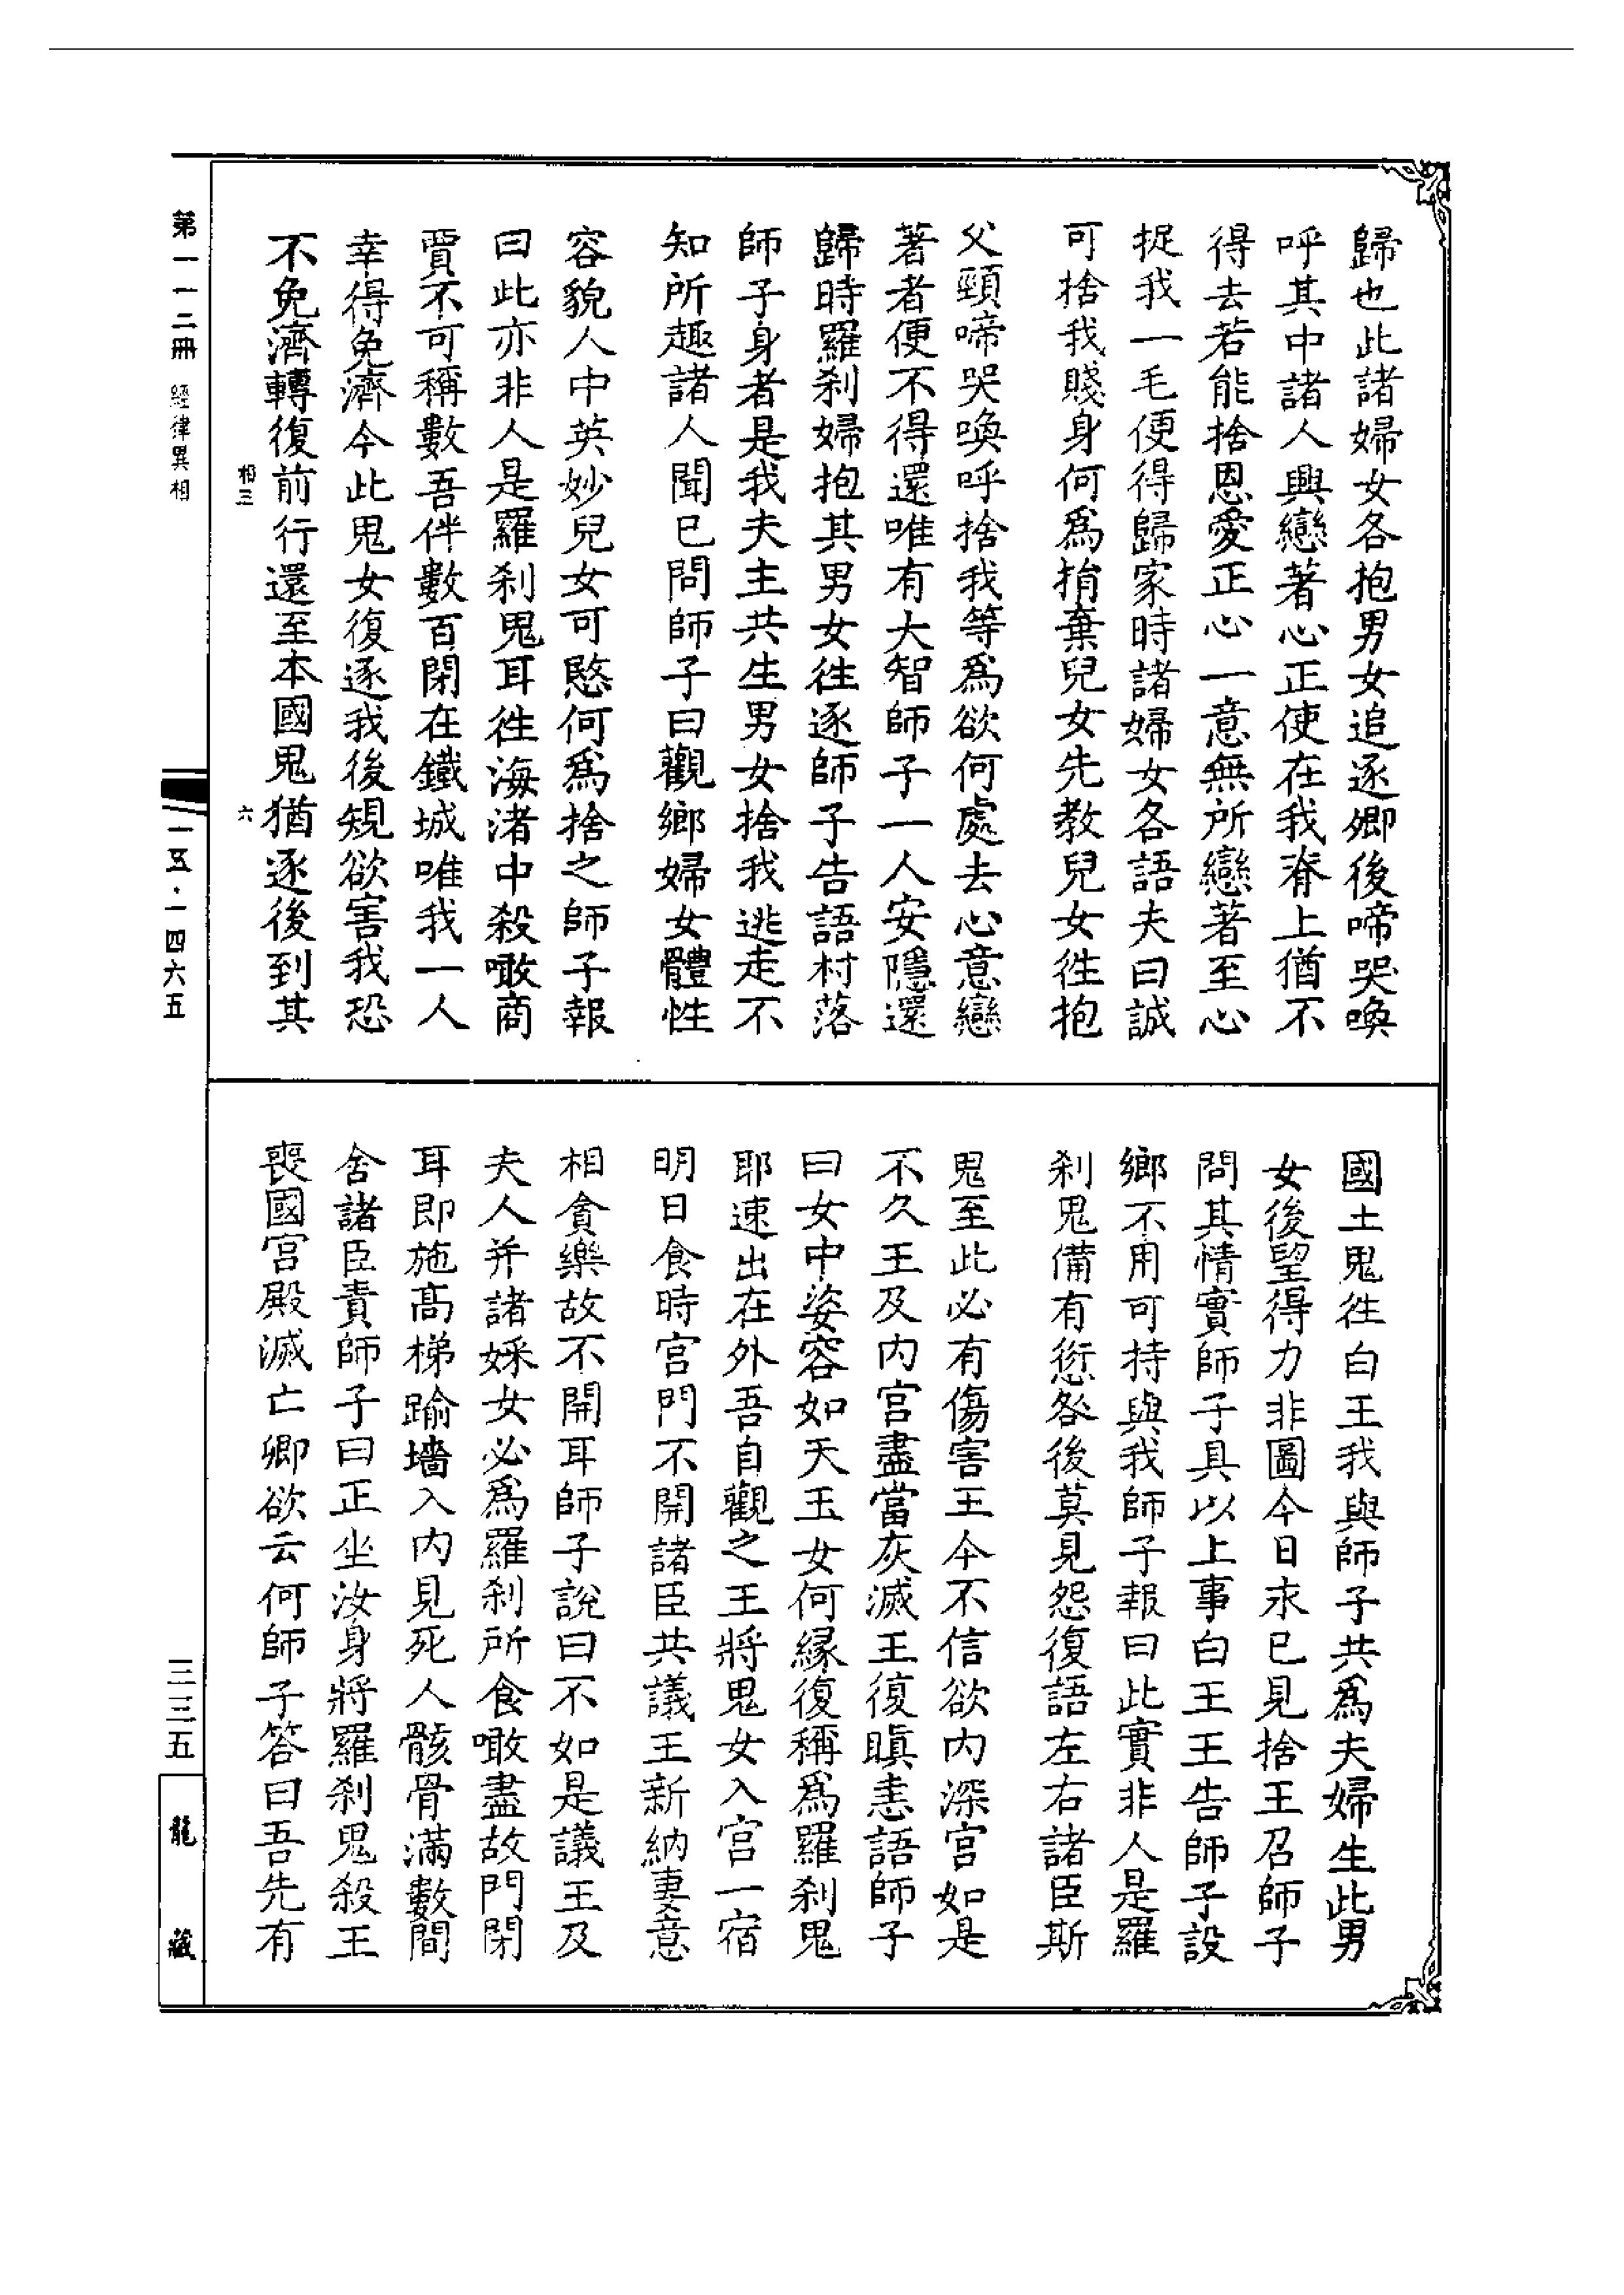 歸也此諸婦女各抱男女追逐卿後啼哭喚
呼其中諸人興戀著心正使在我脊上猶不
得去若能捨恩愛正心一意無所戀著至心
捉我一毛便得歸家時諸婦女各語夫曰誠
可捨我賤身何爲捐棄兒女先教兒女徃抱
父頸啼哭喚呼捨我等爲欲何處去心意戀
著者便不得還唯有大智師子一人安隱還
歸時羅刹婦抱其男女徃逐師子告語村落
師子身者是我夫主共生男女捨我逃走不
知所趣諸人聞已問師子曰觀鄉婦女體性
容貌人中英妙兒女可愍何爲捨之師子報
曰此亦非人是羅刹鬼耳徃海渚中殺噉商
賈不可稱數吾伴數百閉在鐵城唯我一人
幸得免濟今此鬼女復逐我後規欲害我恐
不免濟轉復前行還至本國鬼猶逐後到其
國土鬼徃白王我與師子共爲夫婦生此男
女後望得力非圖今日永已見捨王召師子
問其情實師子具以上事白王王告師子設
鄉不用可持與我師子報曰此實非人是羅
刹鬼備有愆咎後莫見怨復語左右諸臣斯
鬼至此必有傷害王今不信欲內深宮如是
不久王及內宮盡當灰滅王復瞋恚語師子
曰女中姿容如天玉女何緣復稱爲羅刹鬼
耶速出在外吾自觀之王將鬼女入宮一宿
明日食時宮門不開諸臣共議王新納妻意
相貪樂故不開耳師子說曰不如是議王及
夫人并諸婇女必爲羅刹所食噉盡故門閉
耳即施高梯踰墻入內見死人骸骨滿數間
舍諸臣責師子曰正坐汝身將羅刹鬼殺王
喪國宮殿滅亡卿欲云何師子答曰吾先有
第一一二冊 經律異相
相三
六
一五·一四六五
三三五
龍藏